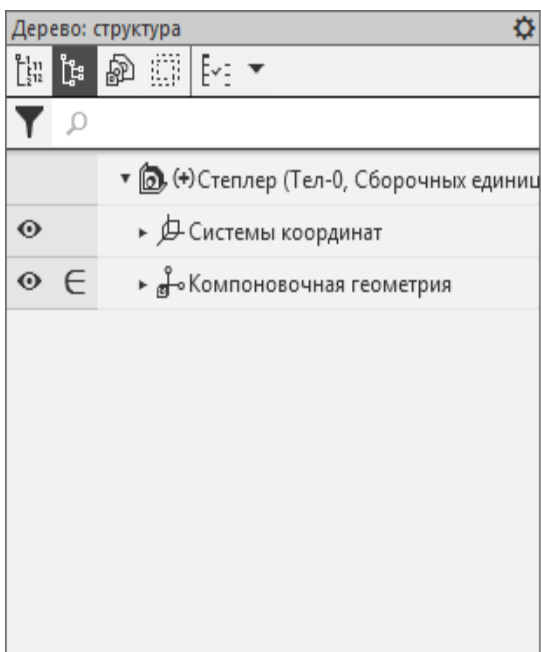 Дерево: структура
(+)Степлер (Тел-0, Сборочных единиц
Системы координат
Компоновочная геометрия